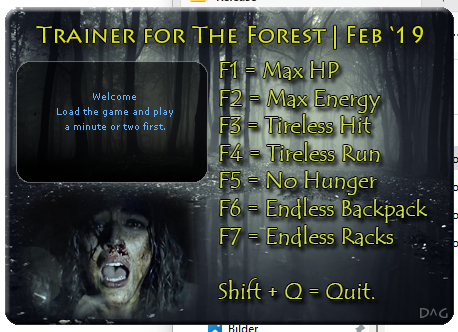 Trainer for The Forest | Feb '19
Welcome
Load the game and play
a minute or two first.
F1 = Max HP
F2 = Max Energy
F3 = Tireless Hit
F4 = Tireless Run
F5 = No Hunger
F6 = Endless Backpack
F7 = Endless Racks
Shift + Q = Quit.
D^G
Bilder